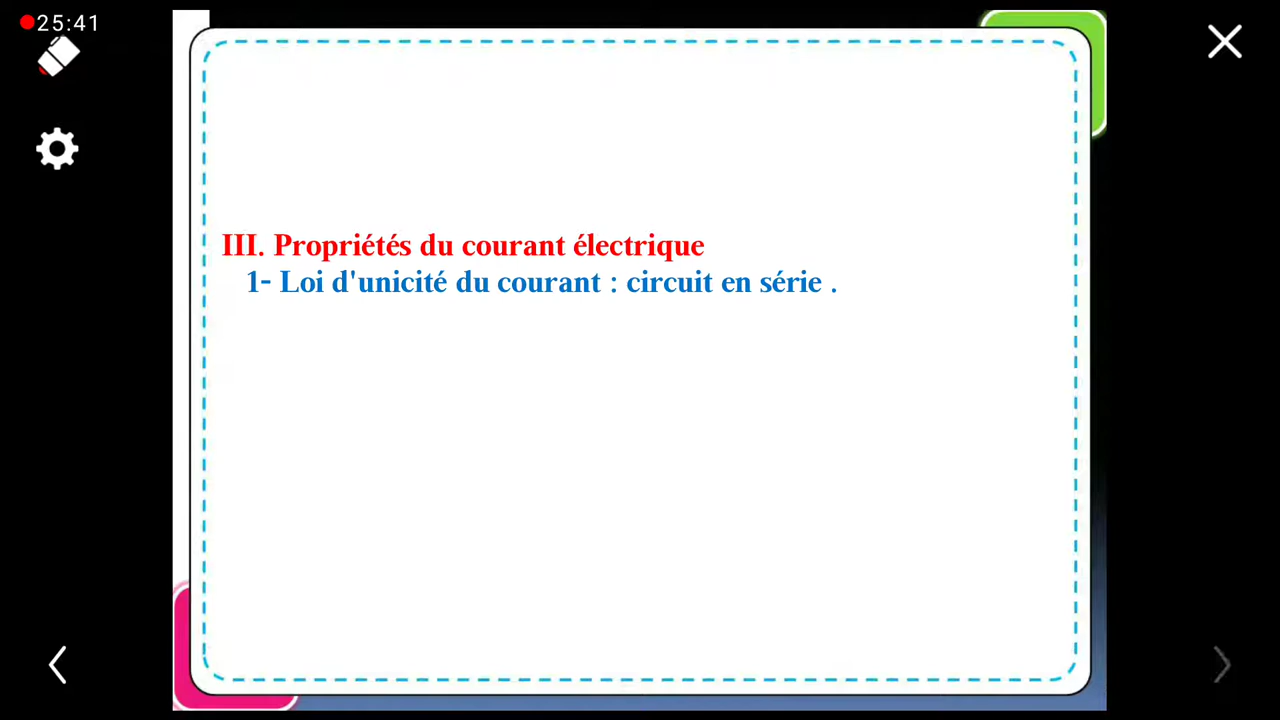 25:41
III. Propriétés du courant électrique
1- Loi d'unicité du courant : circuit en série .